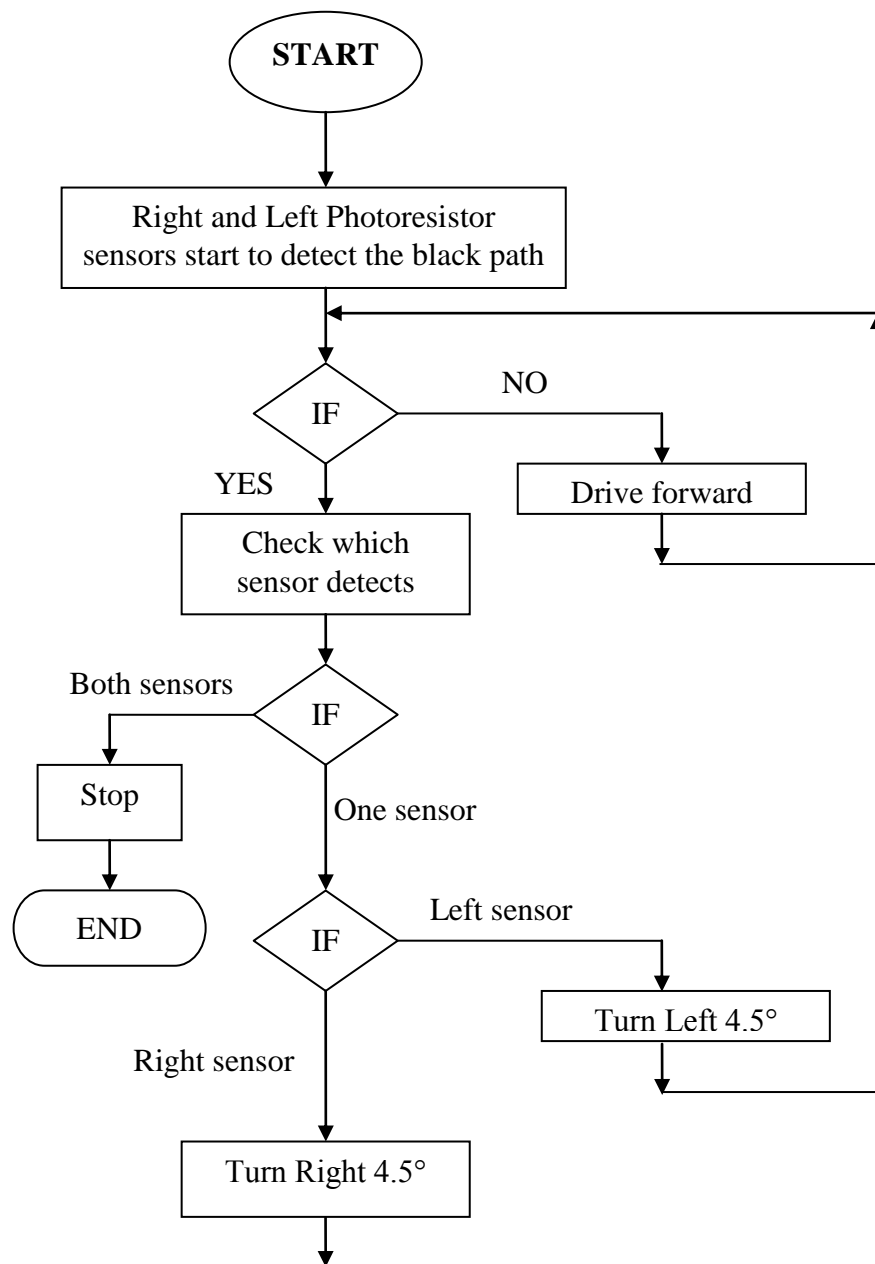 START
Right and Left Photoresistor
sensors start to detect the black path
IF
NO
YES
Drive forward
Check which
sensor detects
Both sensors
IF
Stop
One sensor
END
IF
Left sensor
Turn Left 4.5°
Right sensor
Turn Right 4.5°